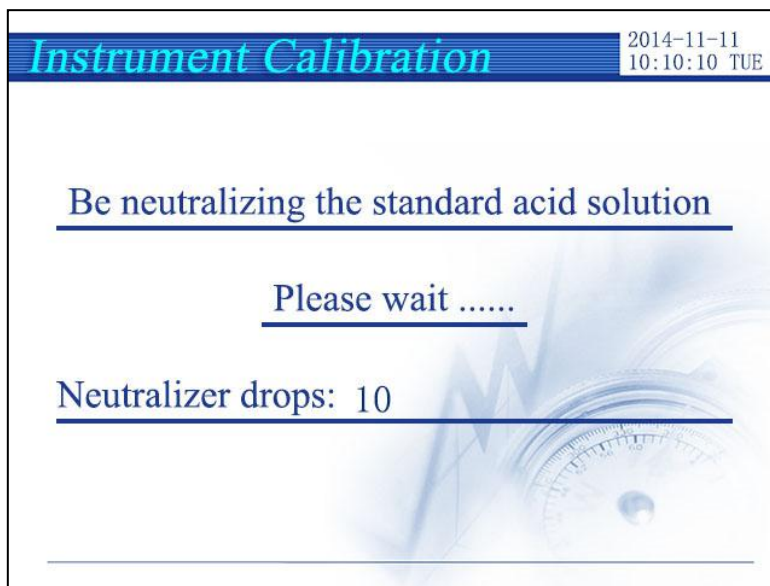 Instrument Calibration
2014-11-11
10:10:10 TUE
Be neutralizing the standard acid solution
Please wait ......
Neutralizer drops: 10